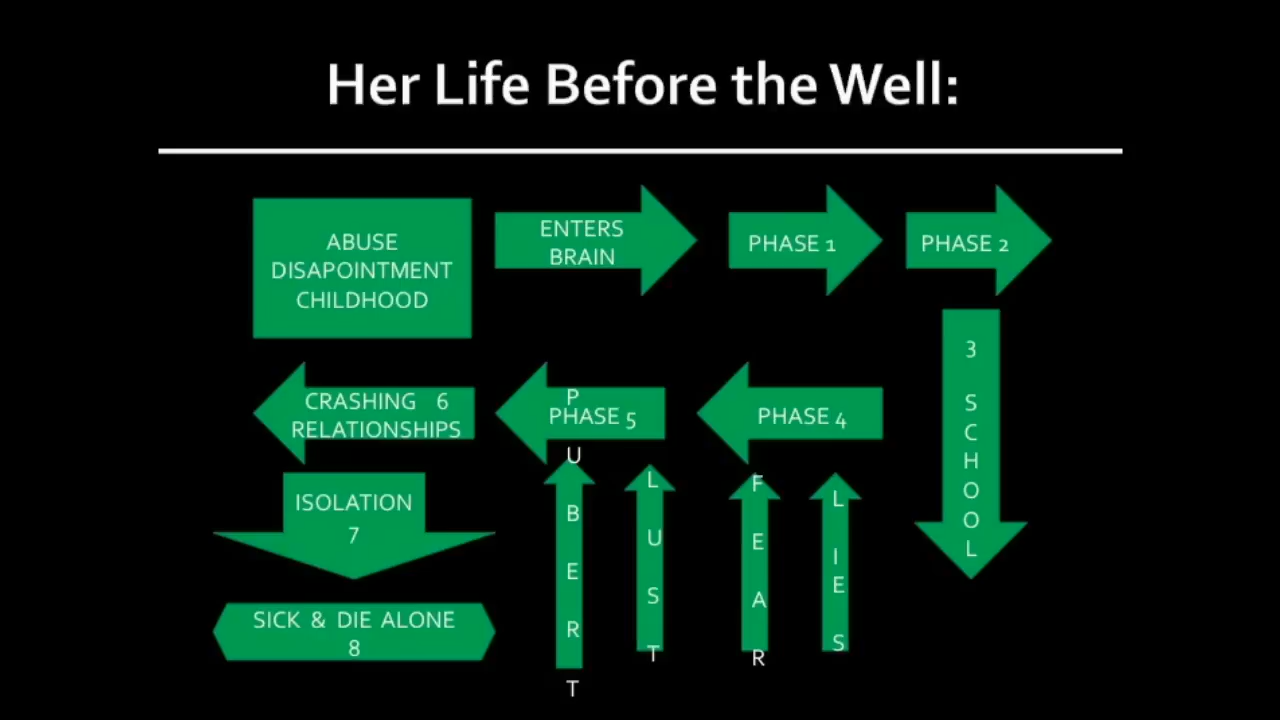 Her Life Before the Well:
ABUSE
DISAPOINTMENT
CHILDHOOD
ENTERS
BRAIN
PHASE 1
PHASE 2
3
S
C
H
O
O
L
PHASE 4
PHASE 5
CRASHING 6
RELATIONSHIPS
ISOLATION
7
SICK & DIE ALONE
8
P
U
B
E
R
T
L
U
S
T
F
E
A
R
L
I
E
S